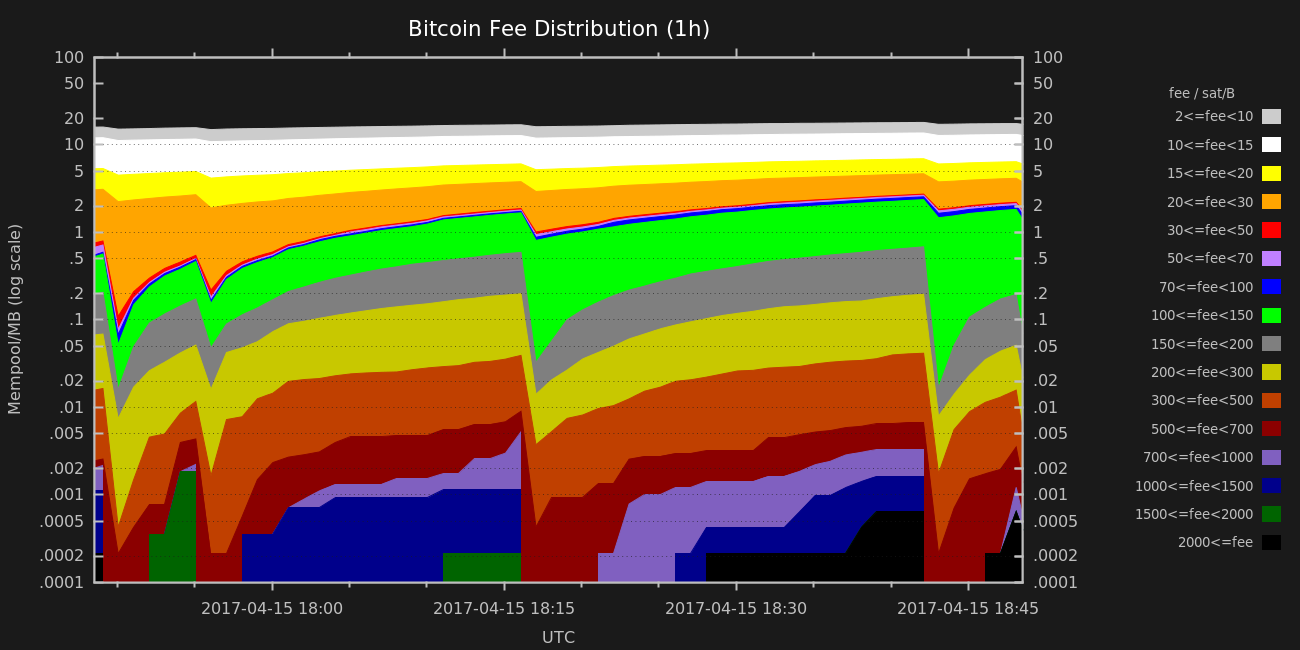 Bitcoin Fee Distribution (1h)
Mempool/MB (log scale)
100
50
20
10
5
2
1
.5
.2
.1
.05
.02
.01
.005
.002
.001
.0005
.0002
.0001
100
50
20
10
5
2
1
.5
.2
.1
.05
.02
.01
.005
.002
.001
.0005
.0002
.0001
2017-04-15 18:00 2017-04-15 18:15 2017-04-15 18:30 2017-04-15 18:45
UTC
fee / sat/B
2<=fee<10
10<=fee<15
15<=fee<20
20<=fee<30
30<=fee<50
50<=fee<70
70<=fee<100
100<=fee<150
150<=fee<200
200<=fee<300
300<=fee<500
500<=fee<700
700<=fee<1000
1000<=fee<1500
1500<=fee<2000
2000<=fee